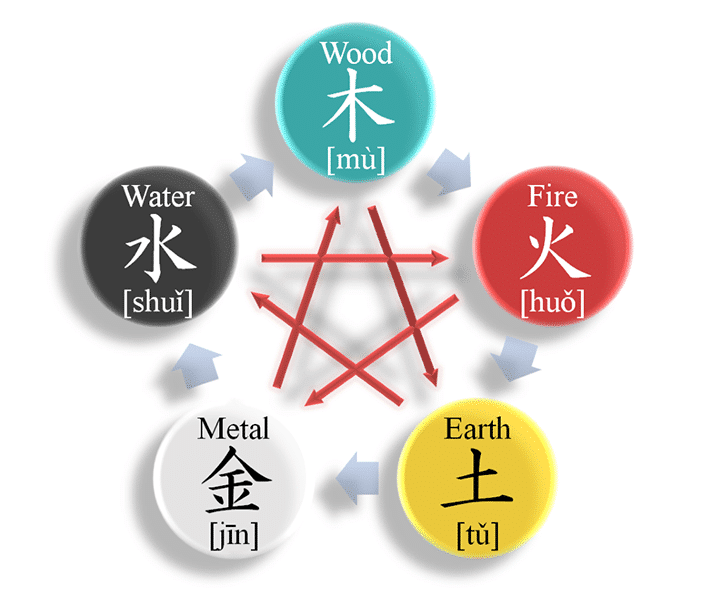 Wood
木
[mù]
Fire
火
[huǒ]
Earth
土
[tǔ]
Metal
金
[jīn]
Water
水
[shuǐ]